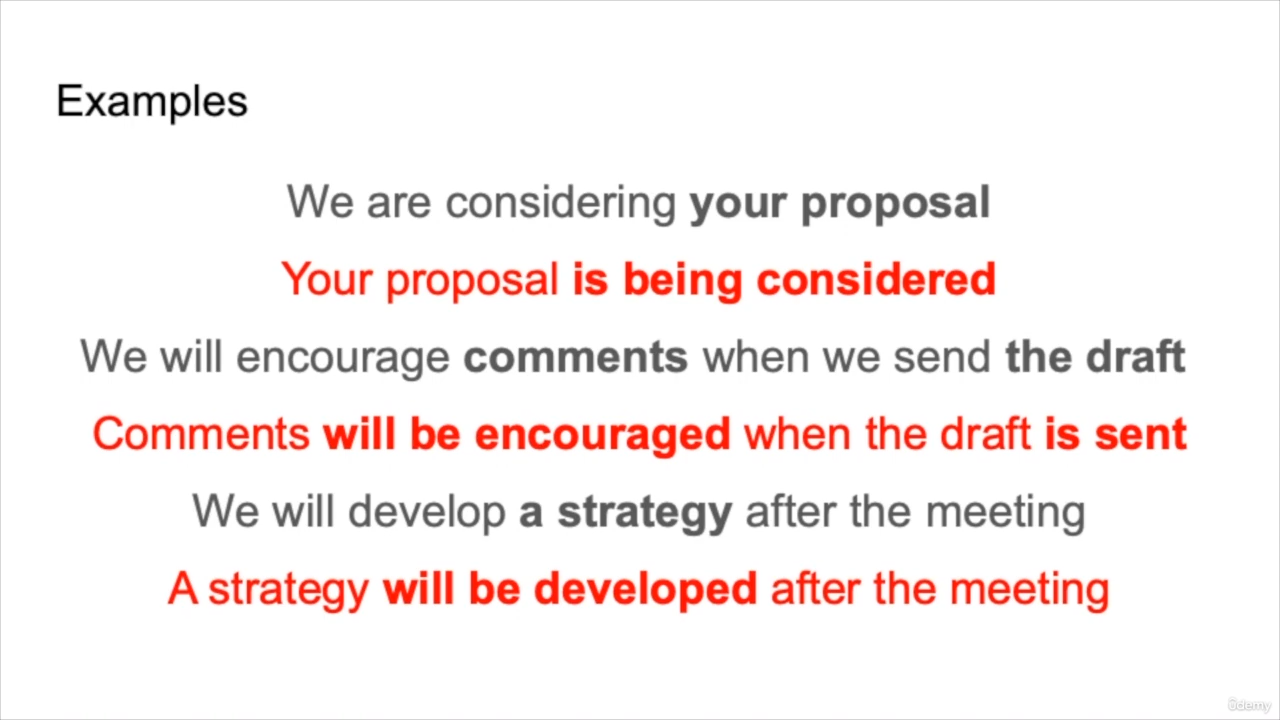 Examples
We are considering your proposal
Your proposal is being considered
We will encourage comments when we send the draft
Comments will be encouraged when the draft is sent
We will develop a strategy after the meeting
A strategy will be developed after the meeting
ûdemy